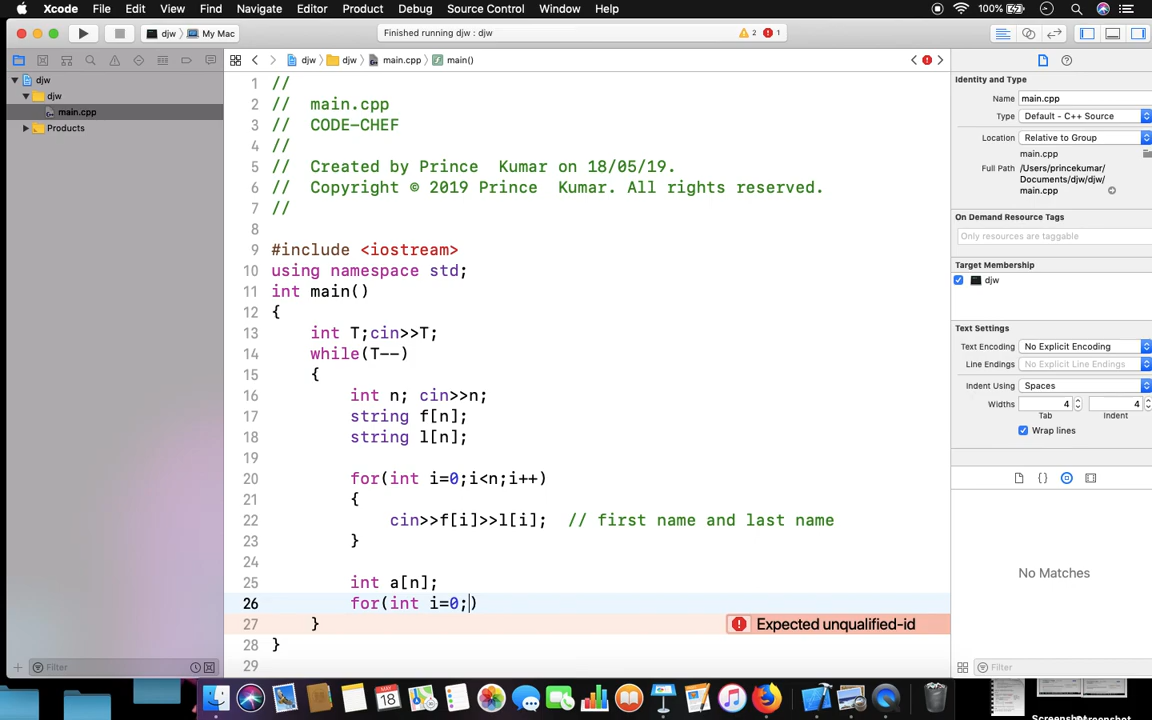 Xcode File Edit View Find Navigate Editor Product Debug Source Control Window Help 100%
djw My Mac Finished running djw : djw 2 1
djw djw main.cpp main()
djw
djw
main.cpp
Products
1 //
2 // main.cpp
3 // CODE-CHEF
4 //
5 // Created by Prince Kumar on 18/05/19.
6 // Copyright © 2019 Prince Kumar. All rights reserved.
7 //
8
9 #include <iostream>
10 using namespace std;
11 int main()
12 {
13 int T;cin>>T;
14 while(T--)
15 {
16 int n; cin>>n;
17 string f[n];
18 string l[n];
19
20 for(int i=0;i<n;i++)
21 {
22 cin>>f[i]>>l[i]; // first name and last name
23 }
24
25 int a[n];
26 for(int i=0;)
27 } Expected unqualified-id
28 }
29
Identity and Type
Name main.cpp
Type Default - C++ Source
Location Relative to Group
main.cpp
Full Path /Users/princekumar/
Documents/djw/djw/
main.cpp
On Demand Resource Tags
Only resources are taggable
Target Membership
djw
Text Settings
Text Encoding No Explicit Encoding
Line Endings No Explicit Line Endings
Indent Using Spaces
Widths 4 4
Tab Indent
Wrap lines
No Matches
Filter
Filter
MAY
18